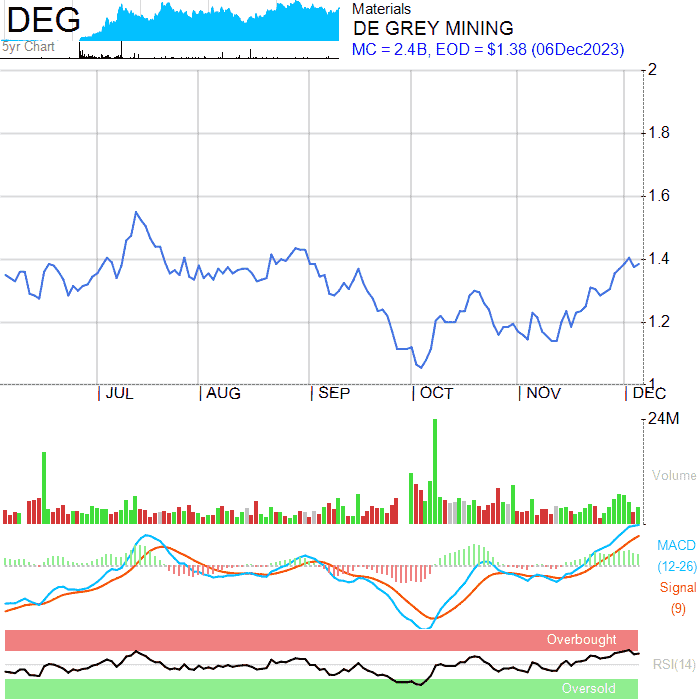 DEG
5yr Chart
Materials
DE GREY MINING
MC = 2.4B, EOD = $1.38 (06Dec2023)
2
1.8
1.6
1.4
1.2
1
JUL AUG SEP OCT NOV DEC
24M
Volume
MACD
(12-26)
Signal
(9)
Overbought
RSI(14)
Oversold